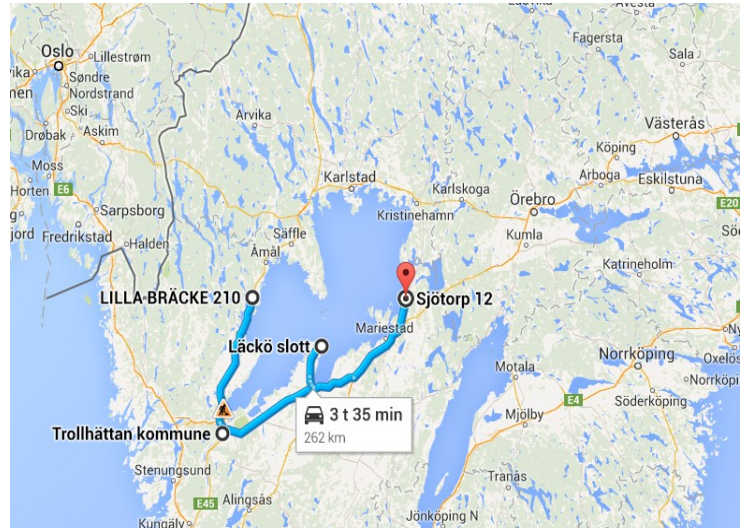 Fagersta
Oslo
Lillestrøm
Sala
Søndre
Nordstrand
Ski
Arvika
Västerås
Drøbak
Askim
Köping
Moss
Karlstad
Arboga
Eskilstuna
E6
Karlskoga
Horten
Örebro
Sarpsborg
Kristinehamn
E20
Fredrikstad
Halden
Säffle
Kumla
Åmål
Katrineholm
LILLA BRÄCKE 210
Sjötorp 12
Mariestad
Läckö slott
Norrköping
Motala
E4
Söderköping
3 t 35 min
Mjölby
Trollhättan kommune
262 km
Stenungsund
Tranås
E45
Alingsås
Jönköping N
Kungälv